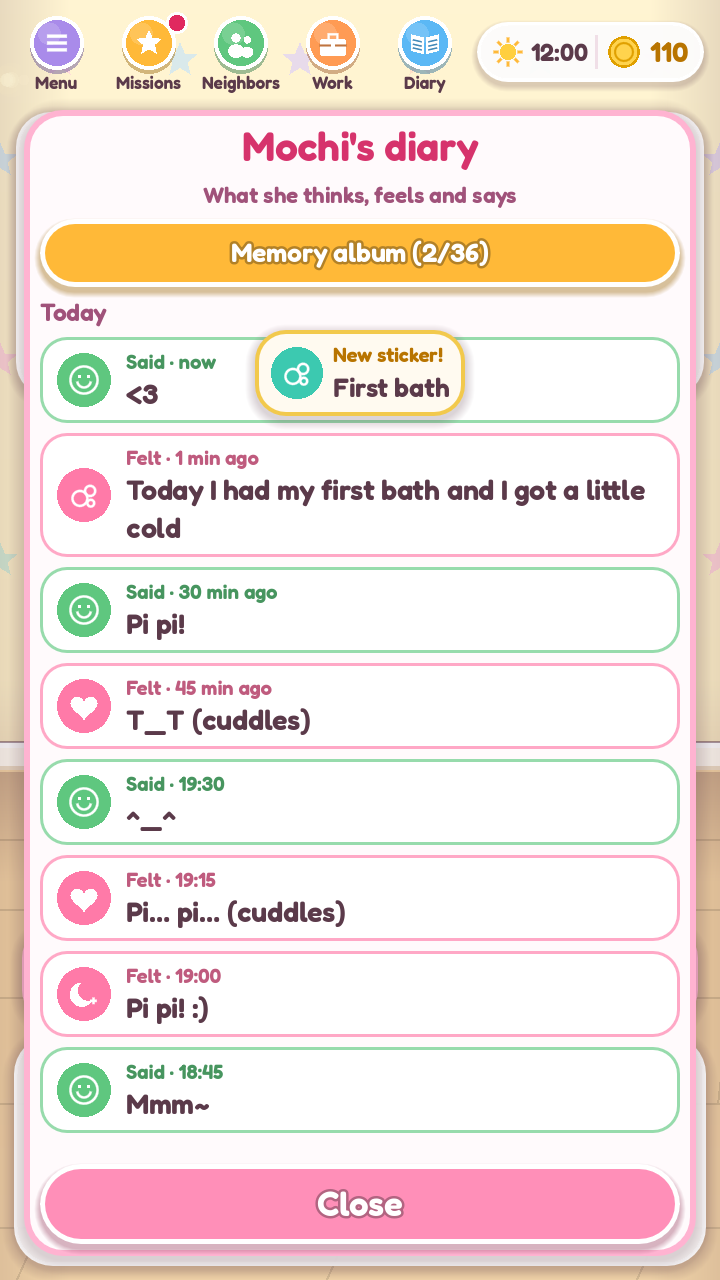 Menu
Missions
Neighbors
Work
Diary
12:00
110
Mochi's diary
What she thinks, feels and says
Memory album (2/36)
Today
Said · now
<3
New sticker!
First bath
Felt · 1 min ago
Today I had my first bath and I got a little
cold
Said · 30 min ago
Pi pi!
Felt · 45 min ago
T__T (cuddles)
Said · 19:30
^__^
Felt · 19:15
Pi... pi... (cuddles)
Felt · 19:00
Pi pi! :)
Said · 18:45
Mmm~
Close